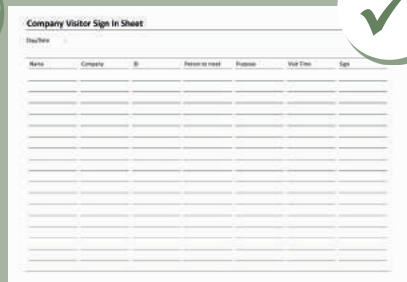 Company Visitor Sign In Sheet
Day/Date :
Name Company ID Person to meet Purpose Visit Time Sign